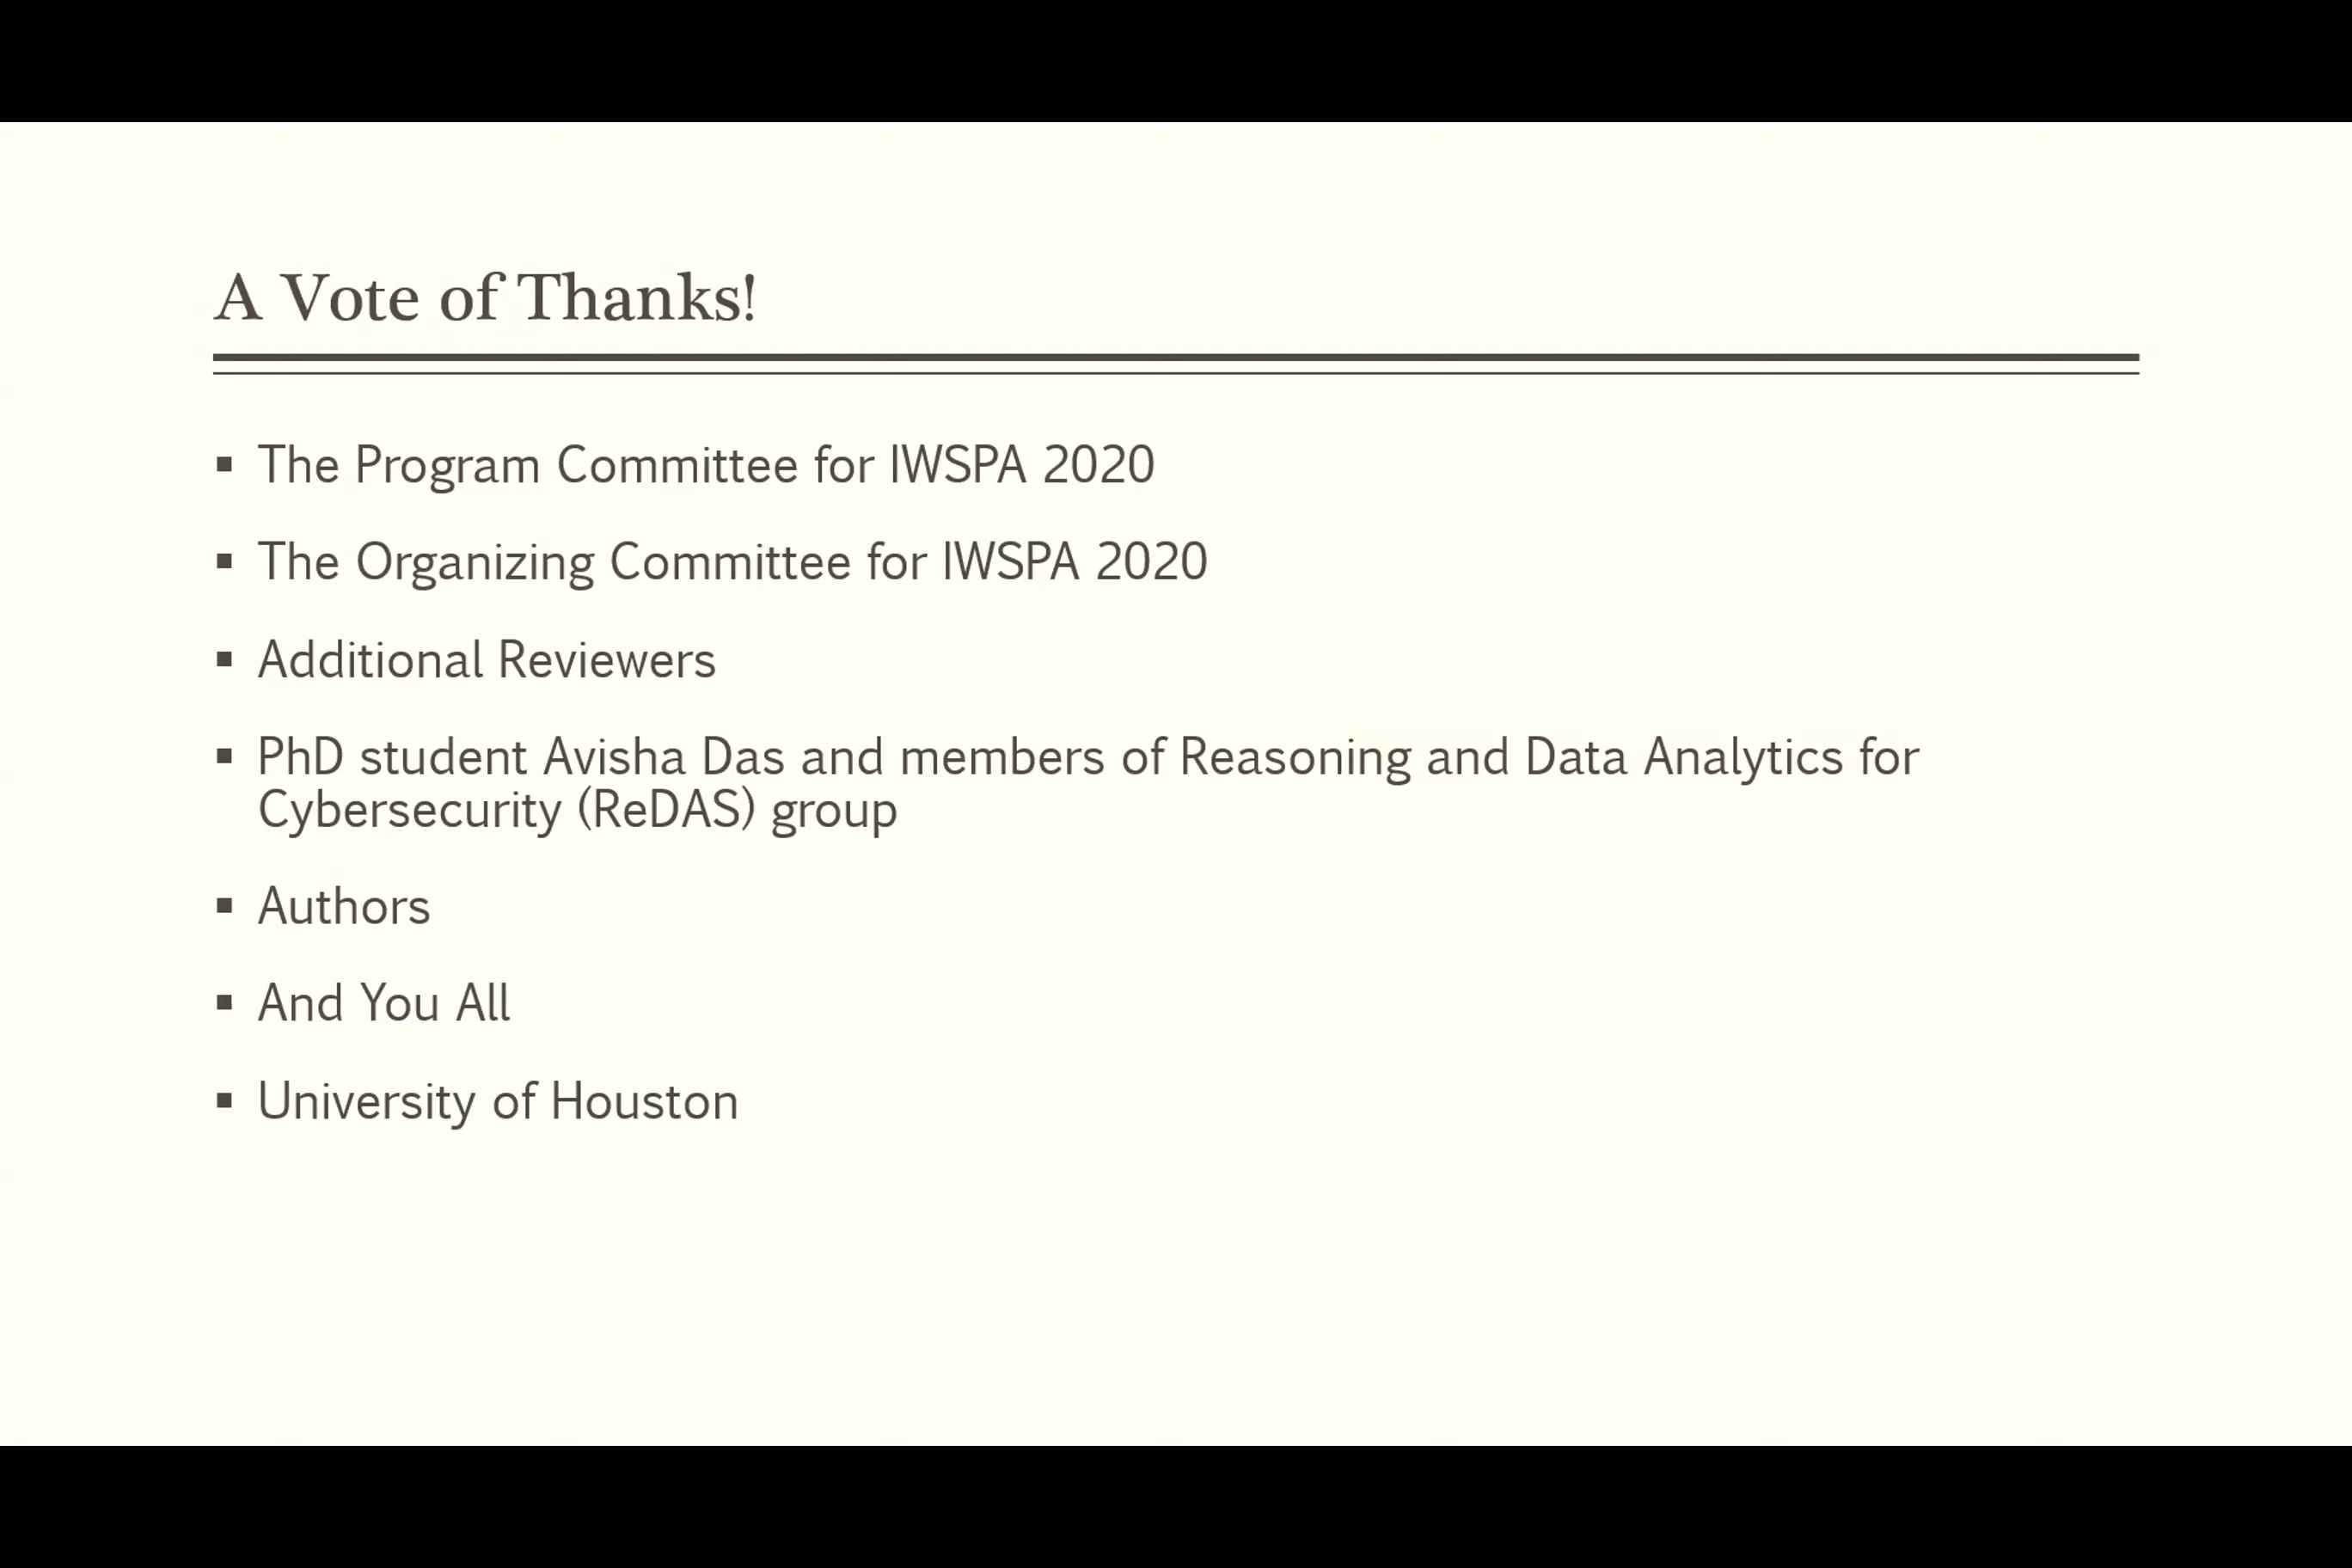 A Vote of Thanks!
▪ The Program Committee for IWSPA 2020
▪ The Organizing Committee for IWSPA 2020
▪ Additional Reviewers
▪ PhD student Avisha Das and members of Reasoning and Data Analytics for
Cybersecurity (ReDAS) group
▪ Authors
▪ And You All
▪ University of Houston